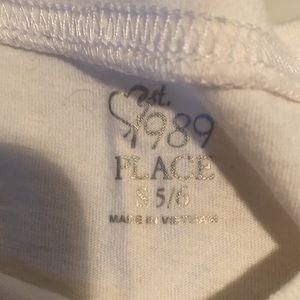 Est.
1989
PLACE
S 5/6
MADE IN VIETNAM